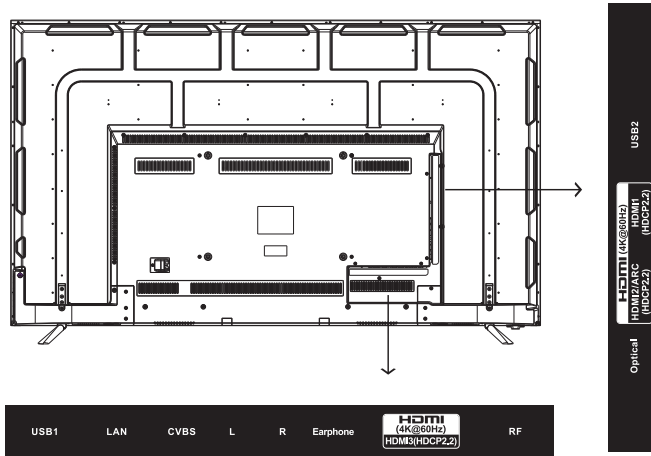 USB2
HDMI (4K@60Hz)
HDMI1
(HDCP2.2)
HDMI2/ARC
(HDCP2.2)
Optical
USB1 LAN CVBS L R Earphone
HDMI
(4K@60Hz)
HDMI3(HDCP2.2)
RF